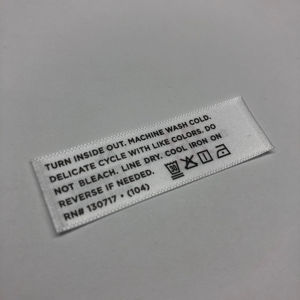 TURN INSIDE OUT. MACHINE WASH COLD.
DELICATE CYCLE WITH LIKE COLORS. DO
NOT BLEACH. LINE DRY. COOL IRON ON
REVERSE IF NEEDED.
RN# 130717 • (104)